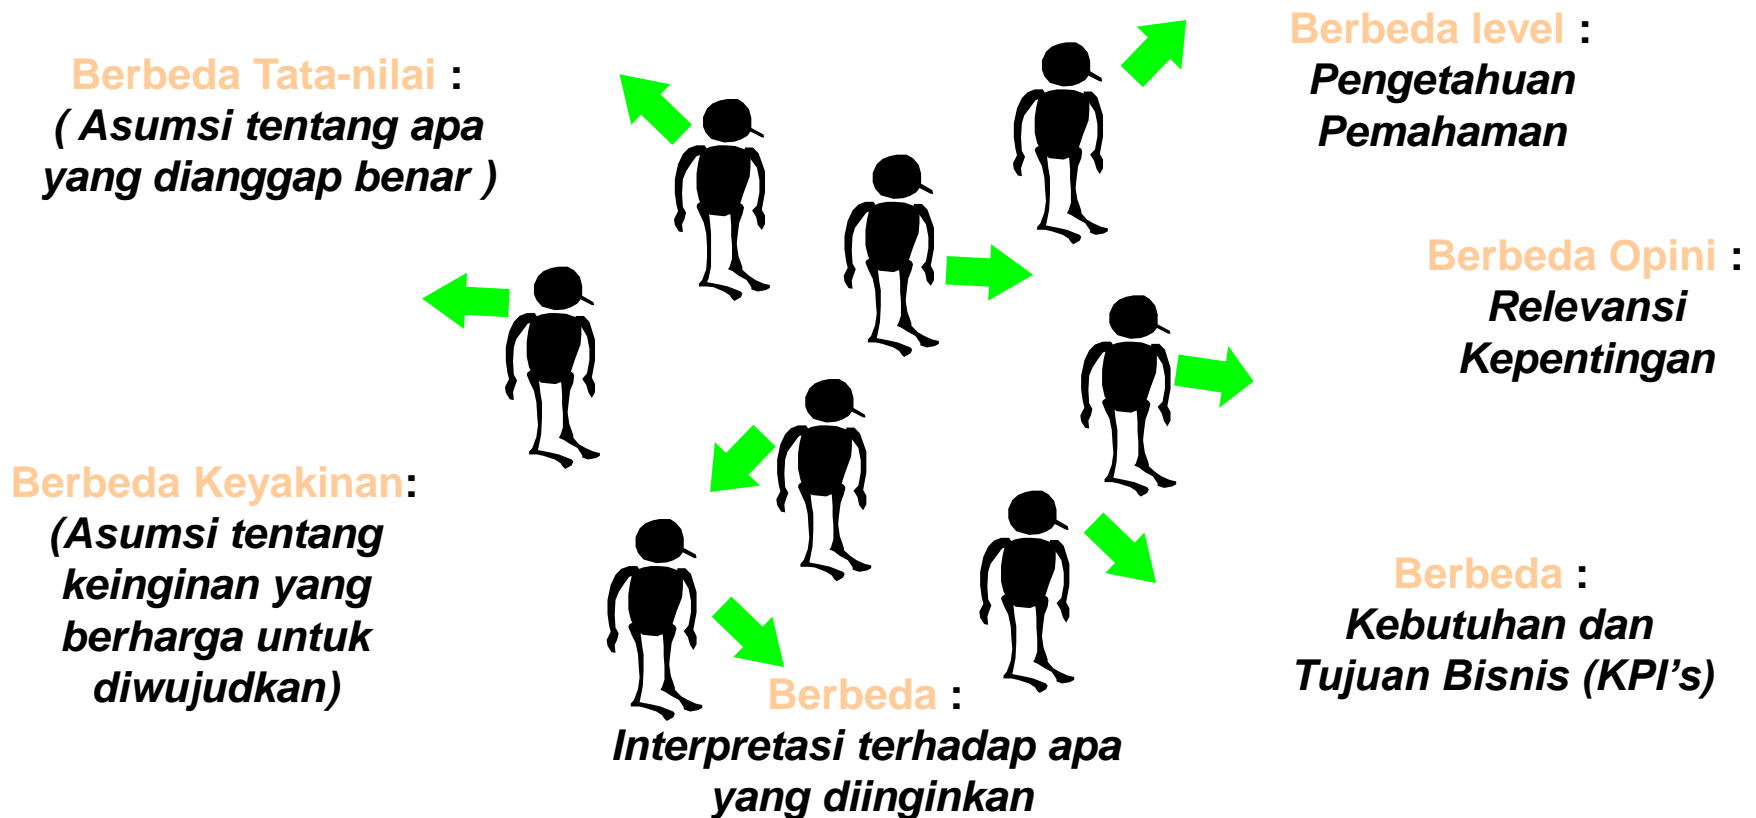 Berbeda Tata-nilai :
( Asumsi tentang apa
yang dianggap benar )
Berbeda level :
Pengetahuan
Pemahaman
Berbeda Opini :
Relevansi
Kepentingan
Berbeda Keyakinan:
(Asumsi tentang
keinginan yang
berharga untuk
diwujudkan)
Berbeda :
Kebutuhan dan
Tujuan Bisnis (KPI’s)
Berbeda :
Interpretasi terhadap apa
yang diinginkan